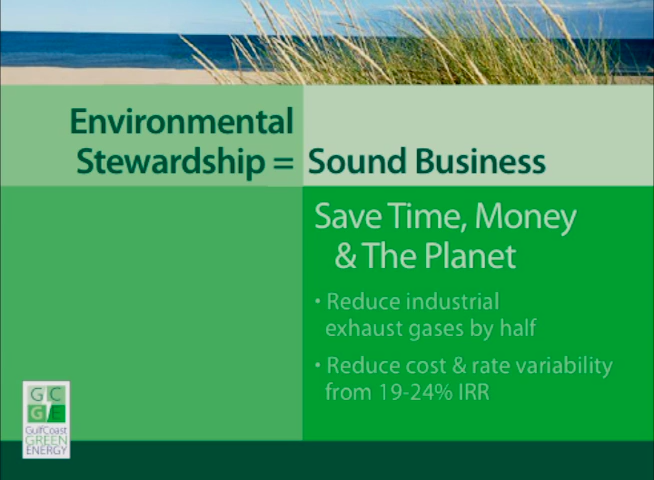 Environmental
Stewardship = Sound Business
Save Time, Money
& The Planet
• Reduce industrial
exhaust gases by half
• Reduce cost & rate variability
from 19-24% IRR
G C
G E
GulfCoast
GREEN
ENERGY